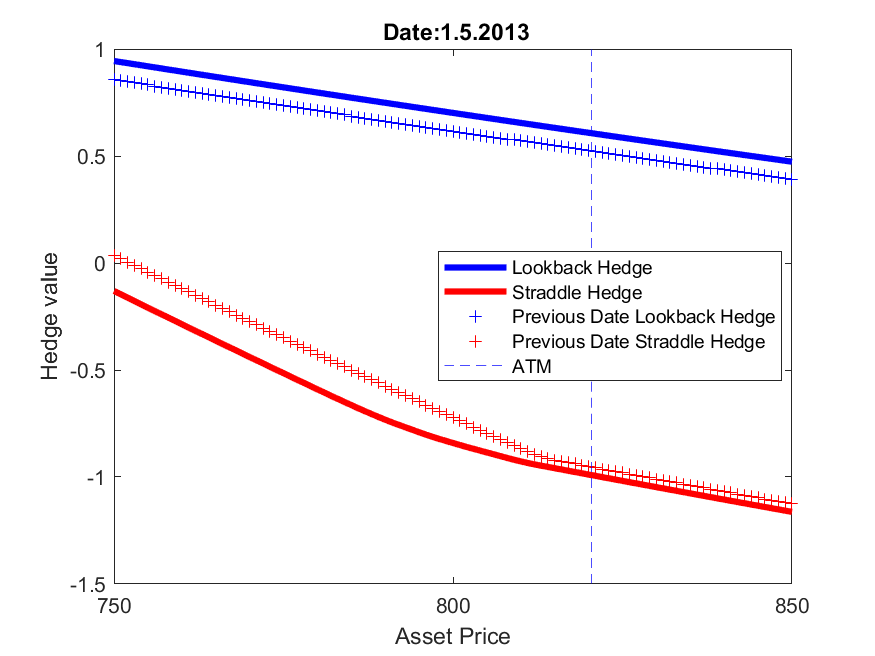 Date:1.5.2013
1
0.5
0
-0.5
-1
-1.5
Hedge value
Lookback Hedge
Straddle Hedge
Previous Date Lookback Hedge
Previous Date Straddle Hedge
ATM
750
800
850
Asset Price